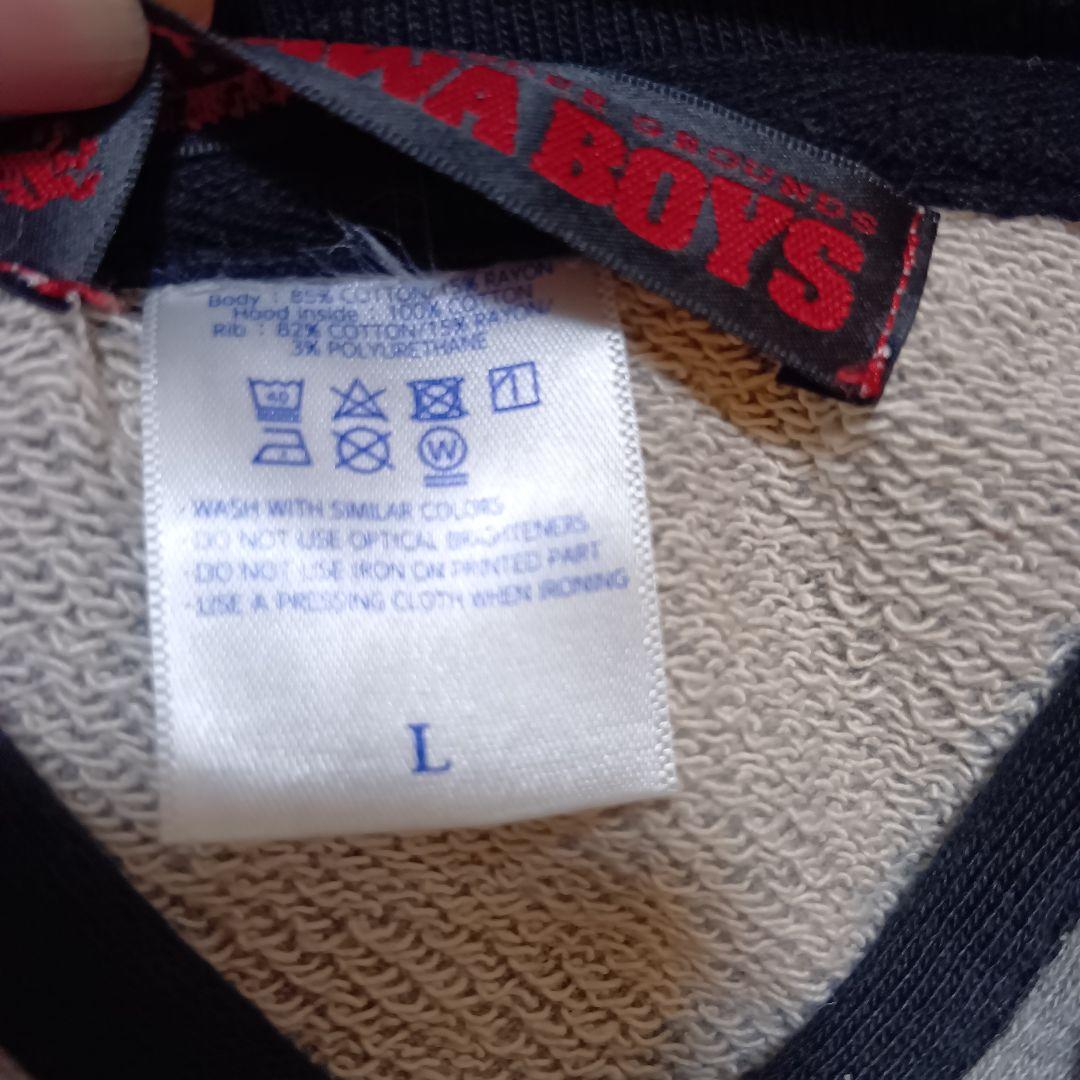 WA BOYS
Body : 85% COTTON/15% RAYON
Hood inside : 100% COTTON
Rib : 82% COTTON/15% RAYON/
3% POLYURETHANE
40
W
· WASH WITH SIMILAR COLORS
· DO NOT USE OPTICAL BRIGHTENERS
· DO NOT USE IRON ON PRINTED PART
· USE A PRESSING CLOTH WHEN IRONING
L